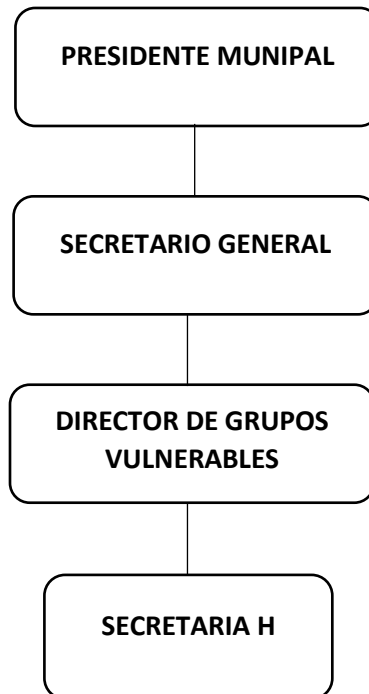 PRESIDENTE MUNIPAL
SECRETARIO GENERAL
DIRECTOR DE GRUPOS
VULNERABLES
SECRETARIA H